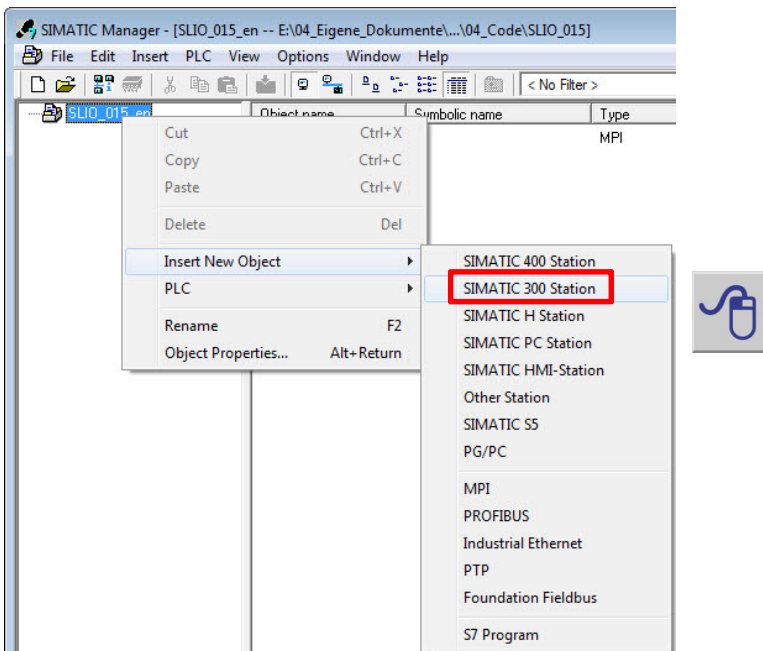 SIMATIC Manager - [SLIO_015_en -- E:\04_Eigene_Dokumente\...\04_Code\SLIO_015]
File Edit Insert PLC View Options Window Help
< No Filter >
SLIO_015_en Object name Symbolic name Type
MPI
Cut Ctrl+X
Copy Ctrl+C
Paste Ctrl+V
Delete Del
Insert New Object
PLC
Rename F2
Object Properties... Alt+Return
SIMATIC 400 Station
SIMATIC 300 Station
SIMATIC H Station
SIMATIC PC Station
SIMATIC HMI-Station
Other Station
SIMATIC S5
PG/PC
MPI
PROFIBUS
Industrial Ethernet
PTP
Foundation Fieldbus
S7 Program